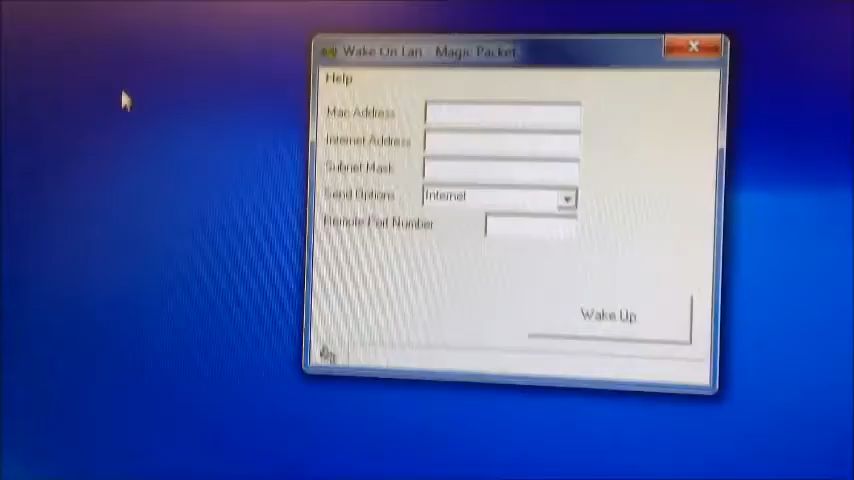 Wake On Lan - Magic Packet
Help
Mac Address
Internet Address
Subnet Mask
Send Options Internet
Remote Port Number
Wake Up